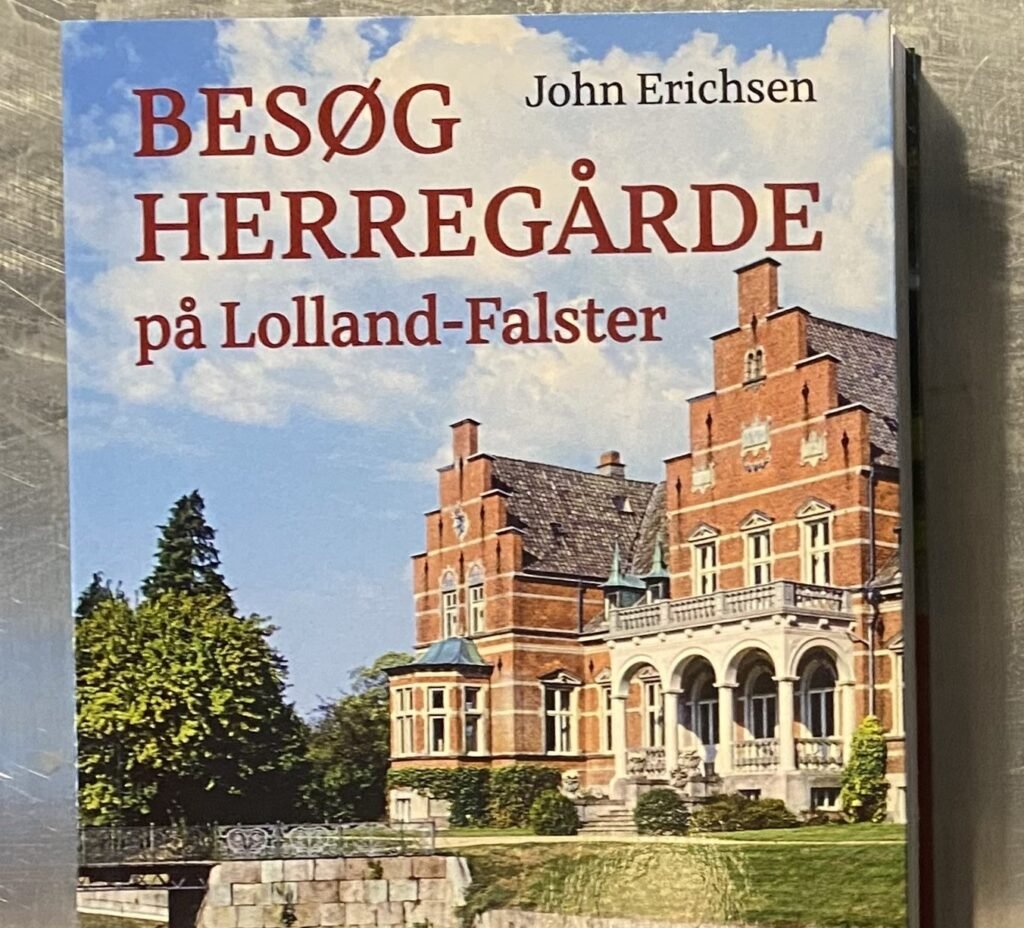 John Erichsen
BESØG
HERREGÅRDE
på Lolland-Falster